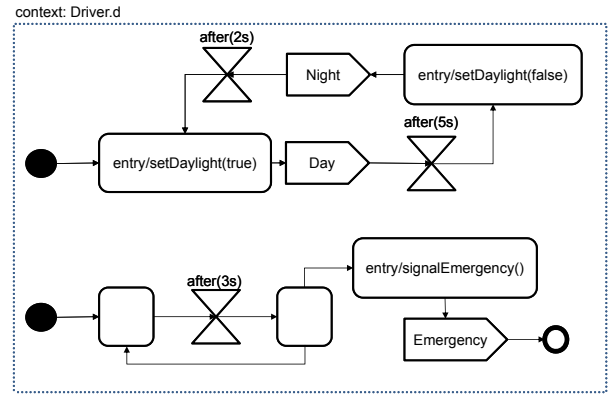 context: Driver.d
after(2s)
Night
entry/setDaylight(false)
after(5s)
entry/setDaylight(true)
Day
entry/signalEmergency()
after(3s)
Emergency